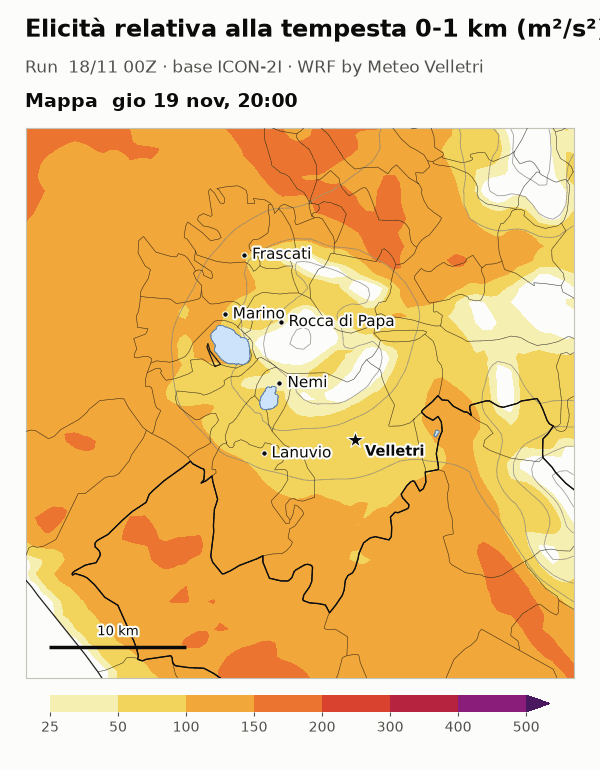 Elicità relativa alla tempesta 0-1 km (m²/s²)
Run 18/11 00Z · base ICON-2I · WRF by Meteo Velletri
Mappa gio 19 nov, 20:00
Frascati
Marino
Rocca di Papa
Nemi
Velletri
Lanuvio
10 km
25 50 100 150 200 300 400 500